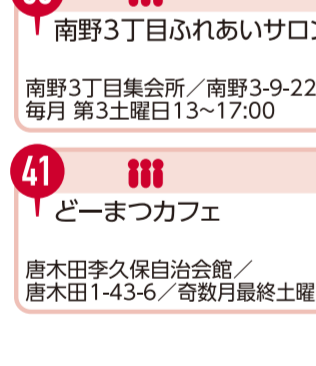 南野3丁目ふれあいサロン
南野3丁目集会所／南野3-9-22
毎月 第3土曜日13~17:00
41
どーまつカフェ
唐木田李久保自治会館／
唐木田1-43-6／奇数月最終土曜